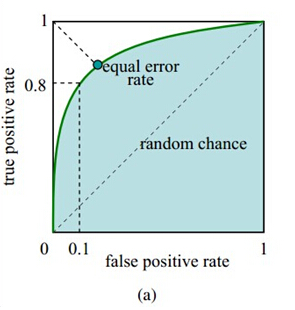 1
equal error
rate
0.8
true positive rate
random chance
0
0.1
1
false positive rate
(a)